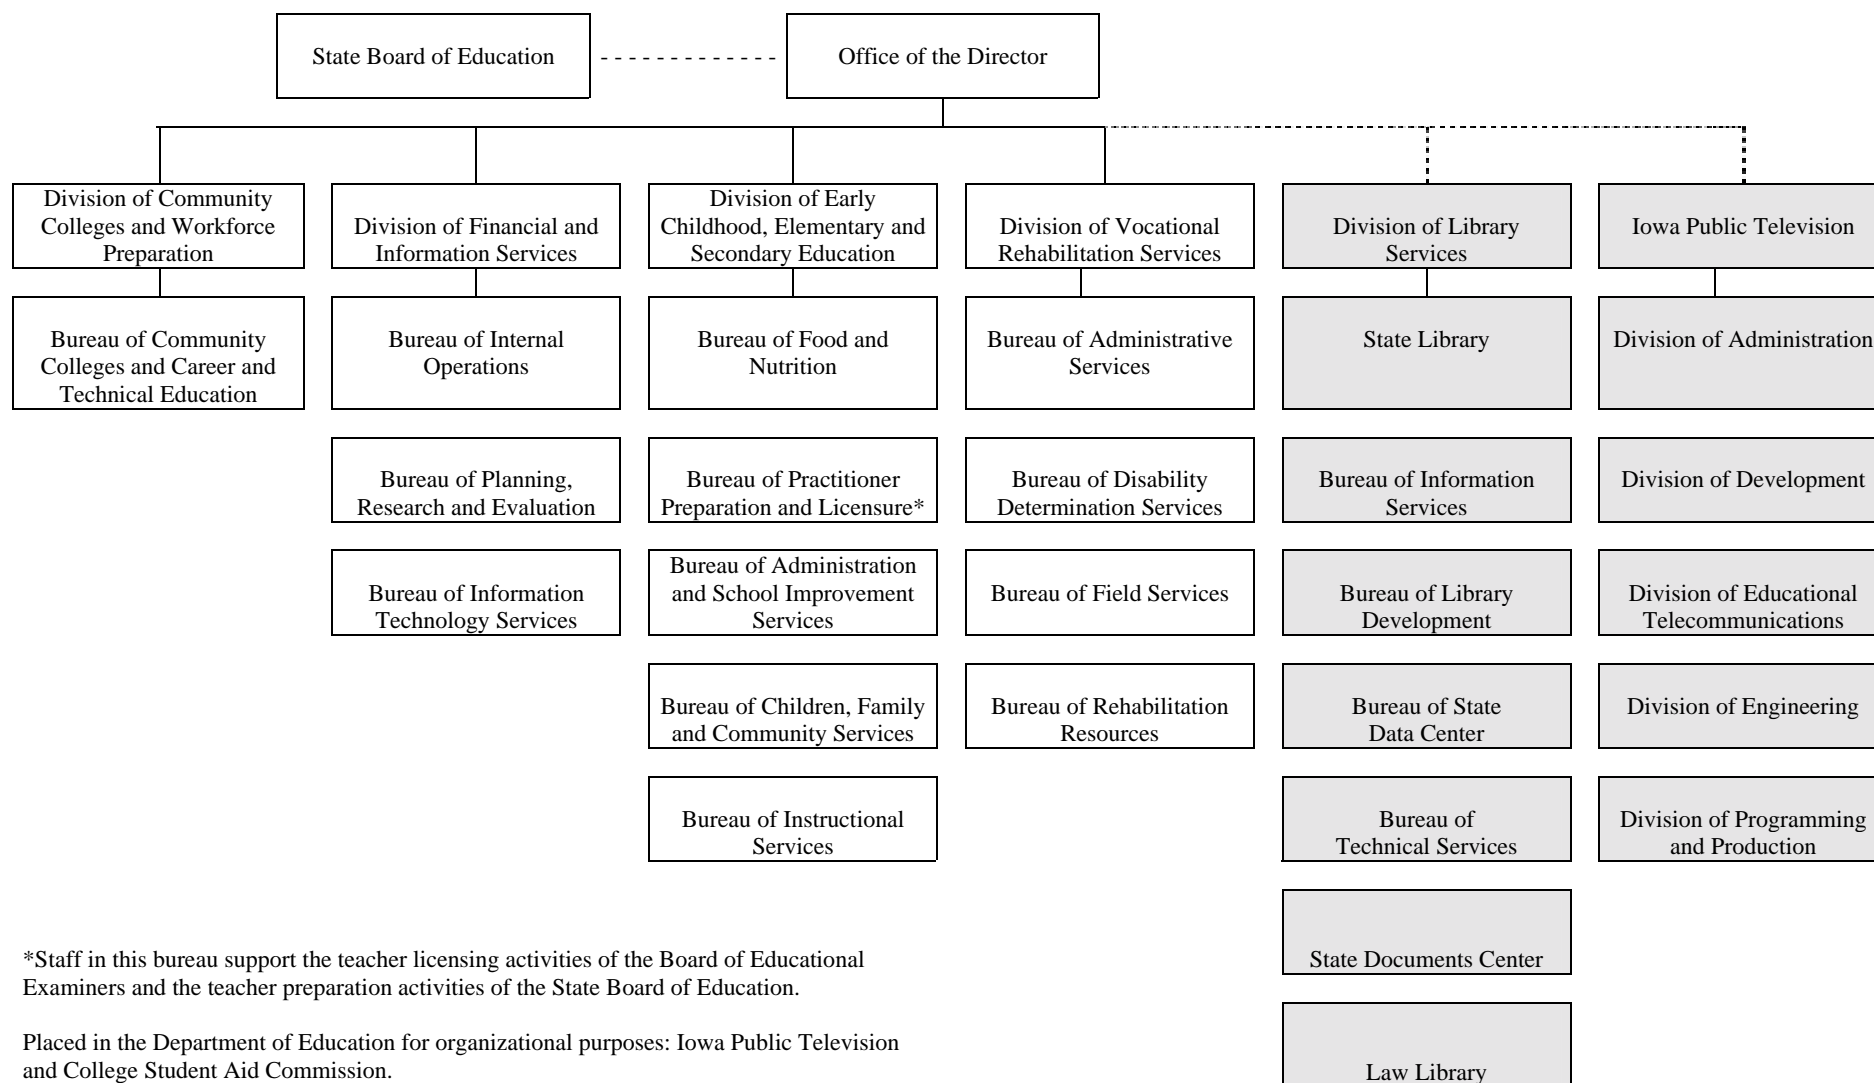 State Board of Education
Office of the Director
Division of Community
Colleges and Workforce
Preparation
Division of Financial and
Information Services
Division of Early
Childhood, Elementary and
Secondary Education
Division of Vocational
Rehabilitation Services
Division of Library
Services
Iowa Public Television
Bureau of Community
Colleges and Career and
Technical Education
Bureau of Internal
Operations
Bureau of Food and
Nutrition
Bureau of Administrative
Services
State Library
Division of Administration
Bureau of Planning,
Research and Evaluation
Bureau of Practitioner
Preparation and Licensure*
Bureau of Disability
Determination Services
Bureau of Information
Services
Division of Development
Bureau of Information
Technology Services
Bureau of Administration
and School Improvement
Services
Bureau of Field Services
Bureau of Library
Development
Division of Educational
Telecommunications
Bureau of Children, Family
and Community Services
Bureau of Rehabilitation
Resources
Bureau of State
Data Center
Division of Engineering
Bureau of Instructional
Services
Bureau of
Technical Services
Division of Programming
and Production
State Documents Center
Law Library
*Staff in this bureau support the teacher licensing activities of the Board of Educational
Examiners and the teacher preparation activities of the State Board of Education.
Placed in the Department of Education for organizational purposes: Iowa Public Television
and College Student Aid Commission.